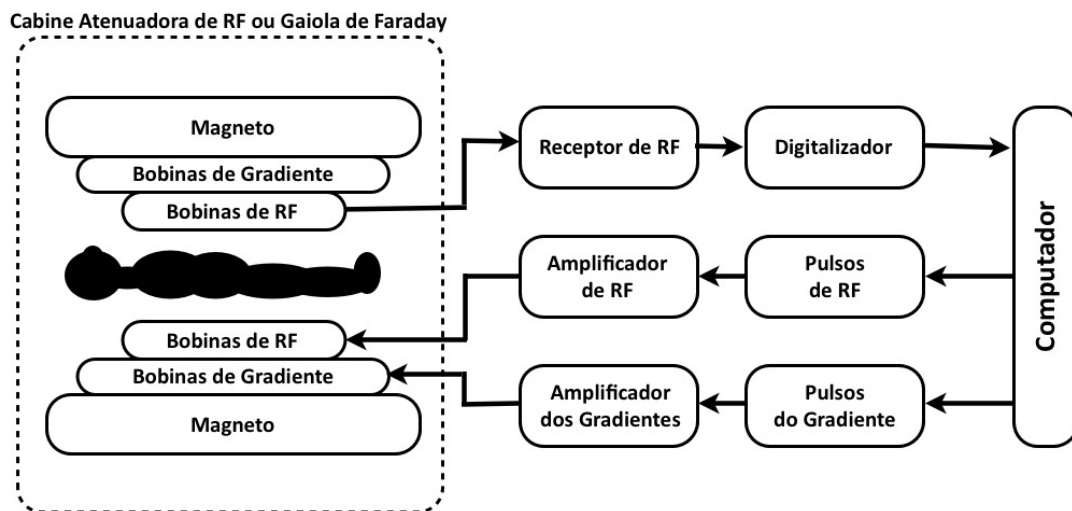 Cabine Atenuadora de RF ou Gaiola de Faraday
Magneto
Bobinas de Gradiente
Bobinas de RF
Receptor de RF
Digitalizador
Amplificador
de RF
Pulsos
de RF
Bobinas de RF
Bobinas de Gradiente
Magneto
Amplificador
dos Gradientes
Pulsos
do Gradiente
Computador